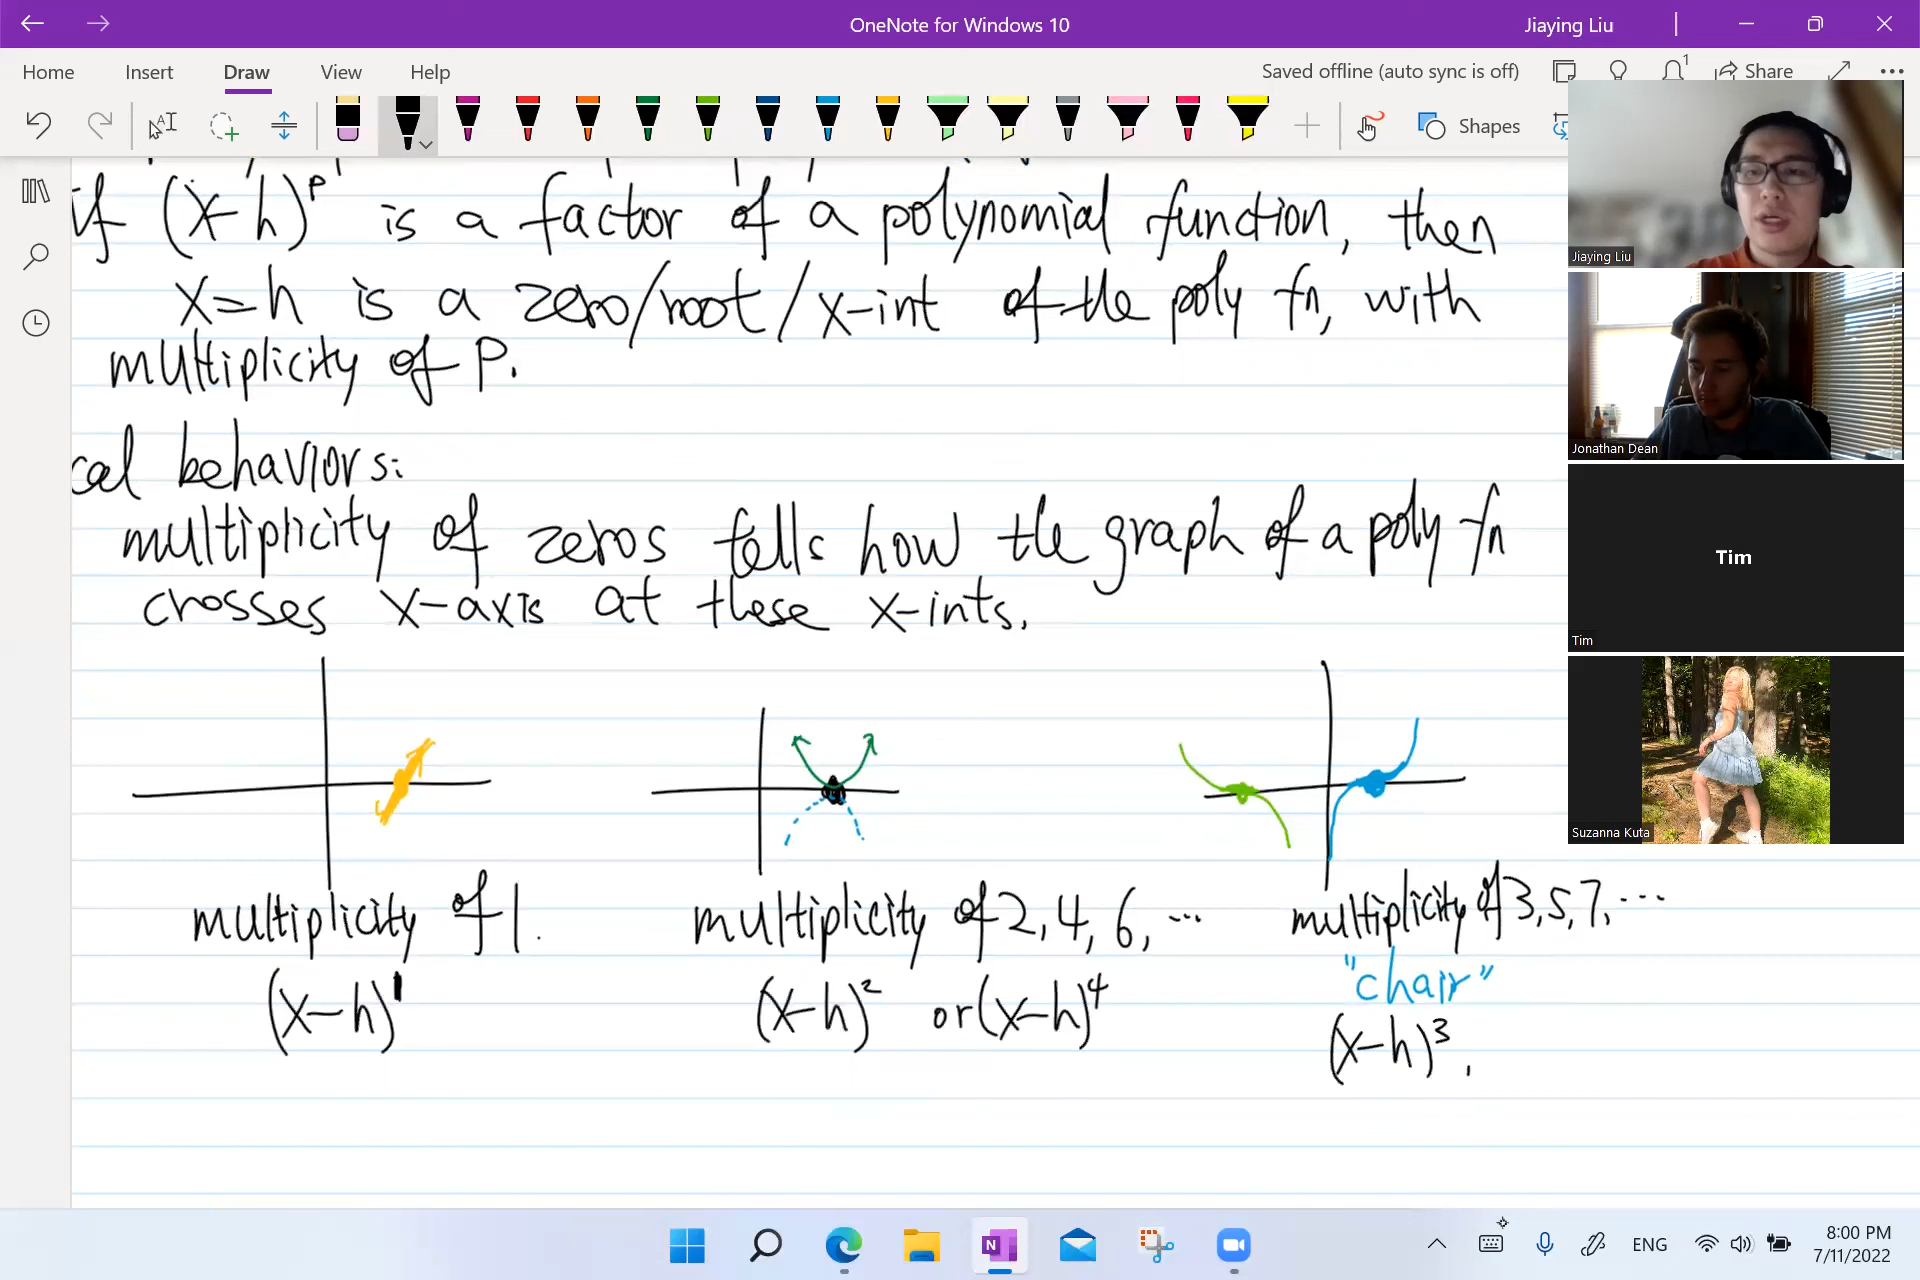 OneNote for Windows 10
Jiaying Liu
Home Insert Draw View Help
Saved offline (auto sync is off)
1
Share
Shapes
if (x-h)^p is a factor of a polynomial function, then
x=h is a zero/root/x-int of the poly fn, with
multiplicity of P.
cal behaviors:
multiplicity of zeros tells how the graph of a poly fn
crosses x-axis at these x-ints.
multiplicity of 1.
(x-h)^1
multiplicity of 2, 4, 6, ...
(x-h)^2 or (x-h)^4
multiplicity of 3, 5, 7, ...
"chair"
(x-h)^3,
Jiaying Liu
Jonathan Dean
Tim
Tim
Suzanna Kuta
ENG
8:00 PM
7/11/2022